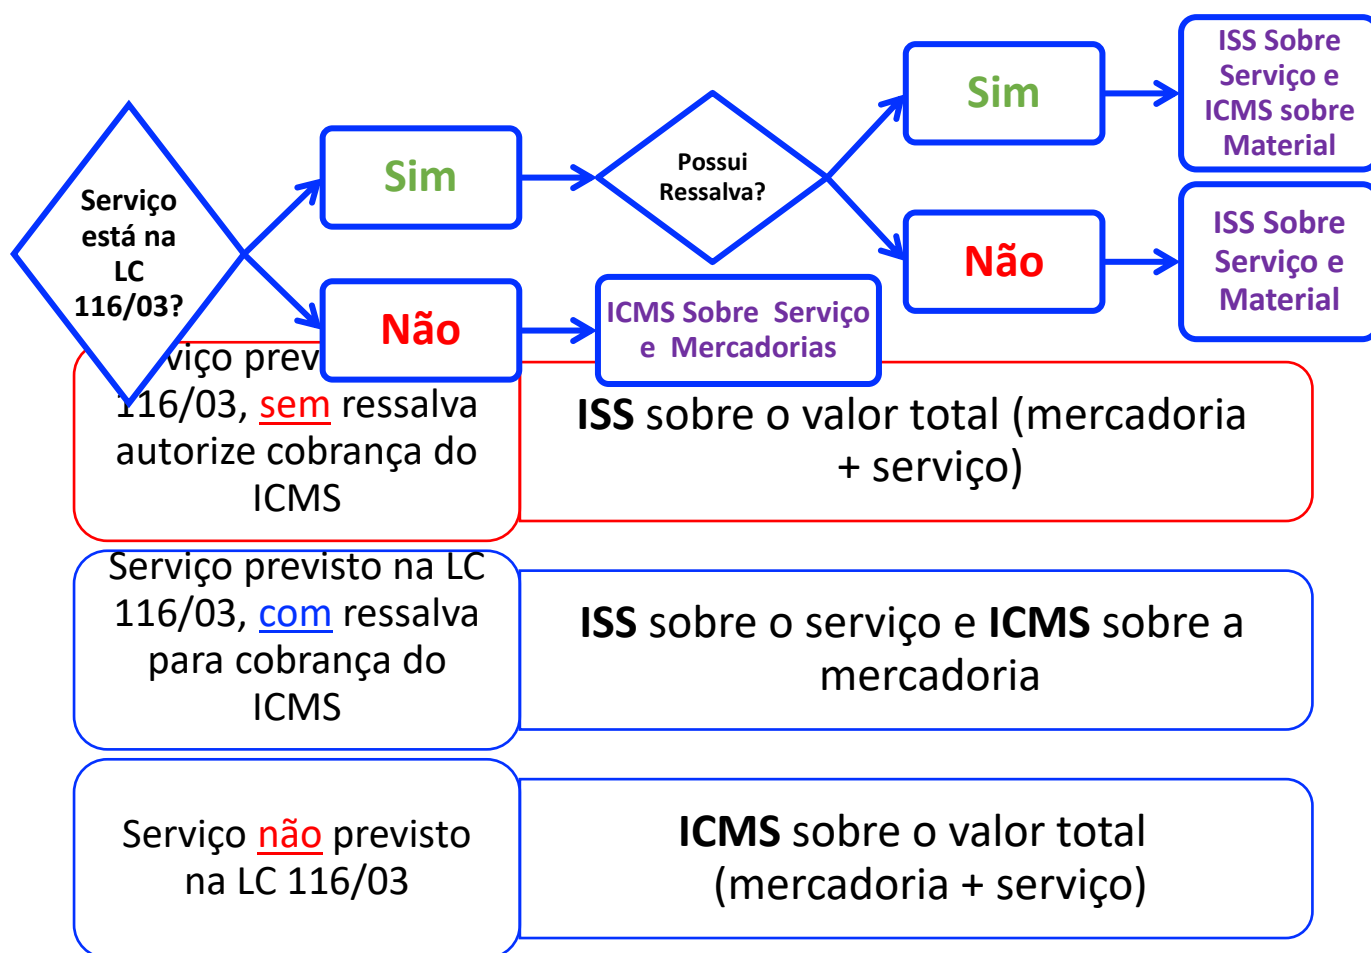 Serviço
está na
LC
116/03?
Sim
Não
Possui
Ressalva?
Sim
Não
ISS Sobre
Serviço e
ICMS sobre
Material
ISS Sobre
Serviço e
Material
ICMS Sobre Serviço
e Mercadorias
116/03, sem ressalva
autorize cobrança do
ICMS
ISS sobre o valor total (mercadoria
+ serviço)
Serviço previsto na LC
116/03, com ressalva
para cobrança do
ICMS
ISS sobre o serviço e ICMS sobre a
mercadoria
Serviço não previsto
na LC 116/03
ICMS sobre o valor total
(mercadoria + serviço)